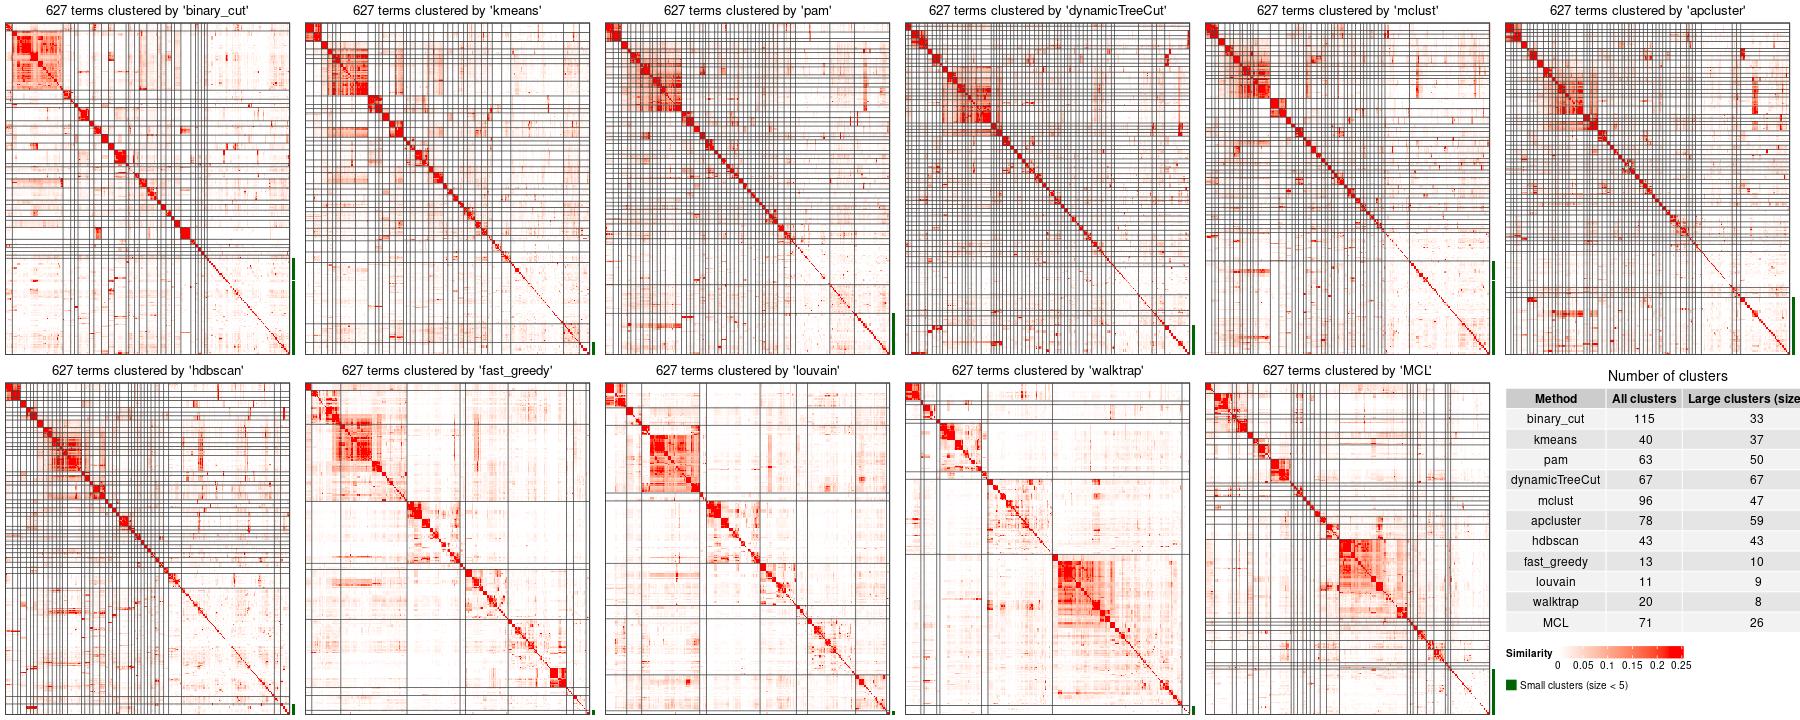 627 terms clustered by 'binary_cut'
627 terms clustered by 'kmeans'
627 terms clustered by 'pam'
627 terms clustered by 'dynamicTreeCut'
627 terms clustered by 'mclust'
627 terms clustered by 'apcluster'
627 terms clustered by 'hdbscan'
627 terms clustered by 'fast_greedy'
627 terms clustered by 'louvain'
627 terms clustered by 'walktrap'
627 terms clustered by 'MCL'
Number of clusters
Method All clusters Large clusters (size
binary_cut 115 33
kmeans 40 37
pam 63 50
dynamicTreeCut 67 67
mclust 96 47
apcluster 78 59
hdbscan 43 43
fast_greedy 13 10
louvain 11 9
walktrap 20 8
MCL 71 26
Similarity
0 0.05 0.1 0.15 0.2 0.25
Small clusters (size < 5)